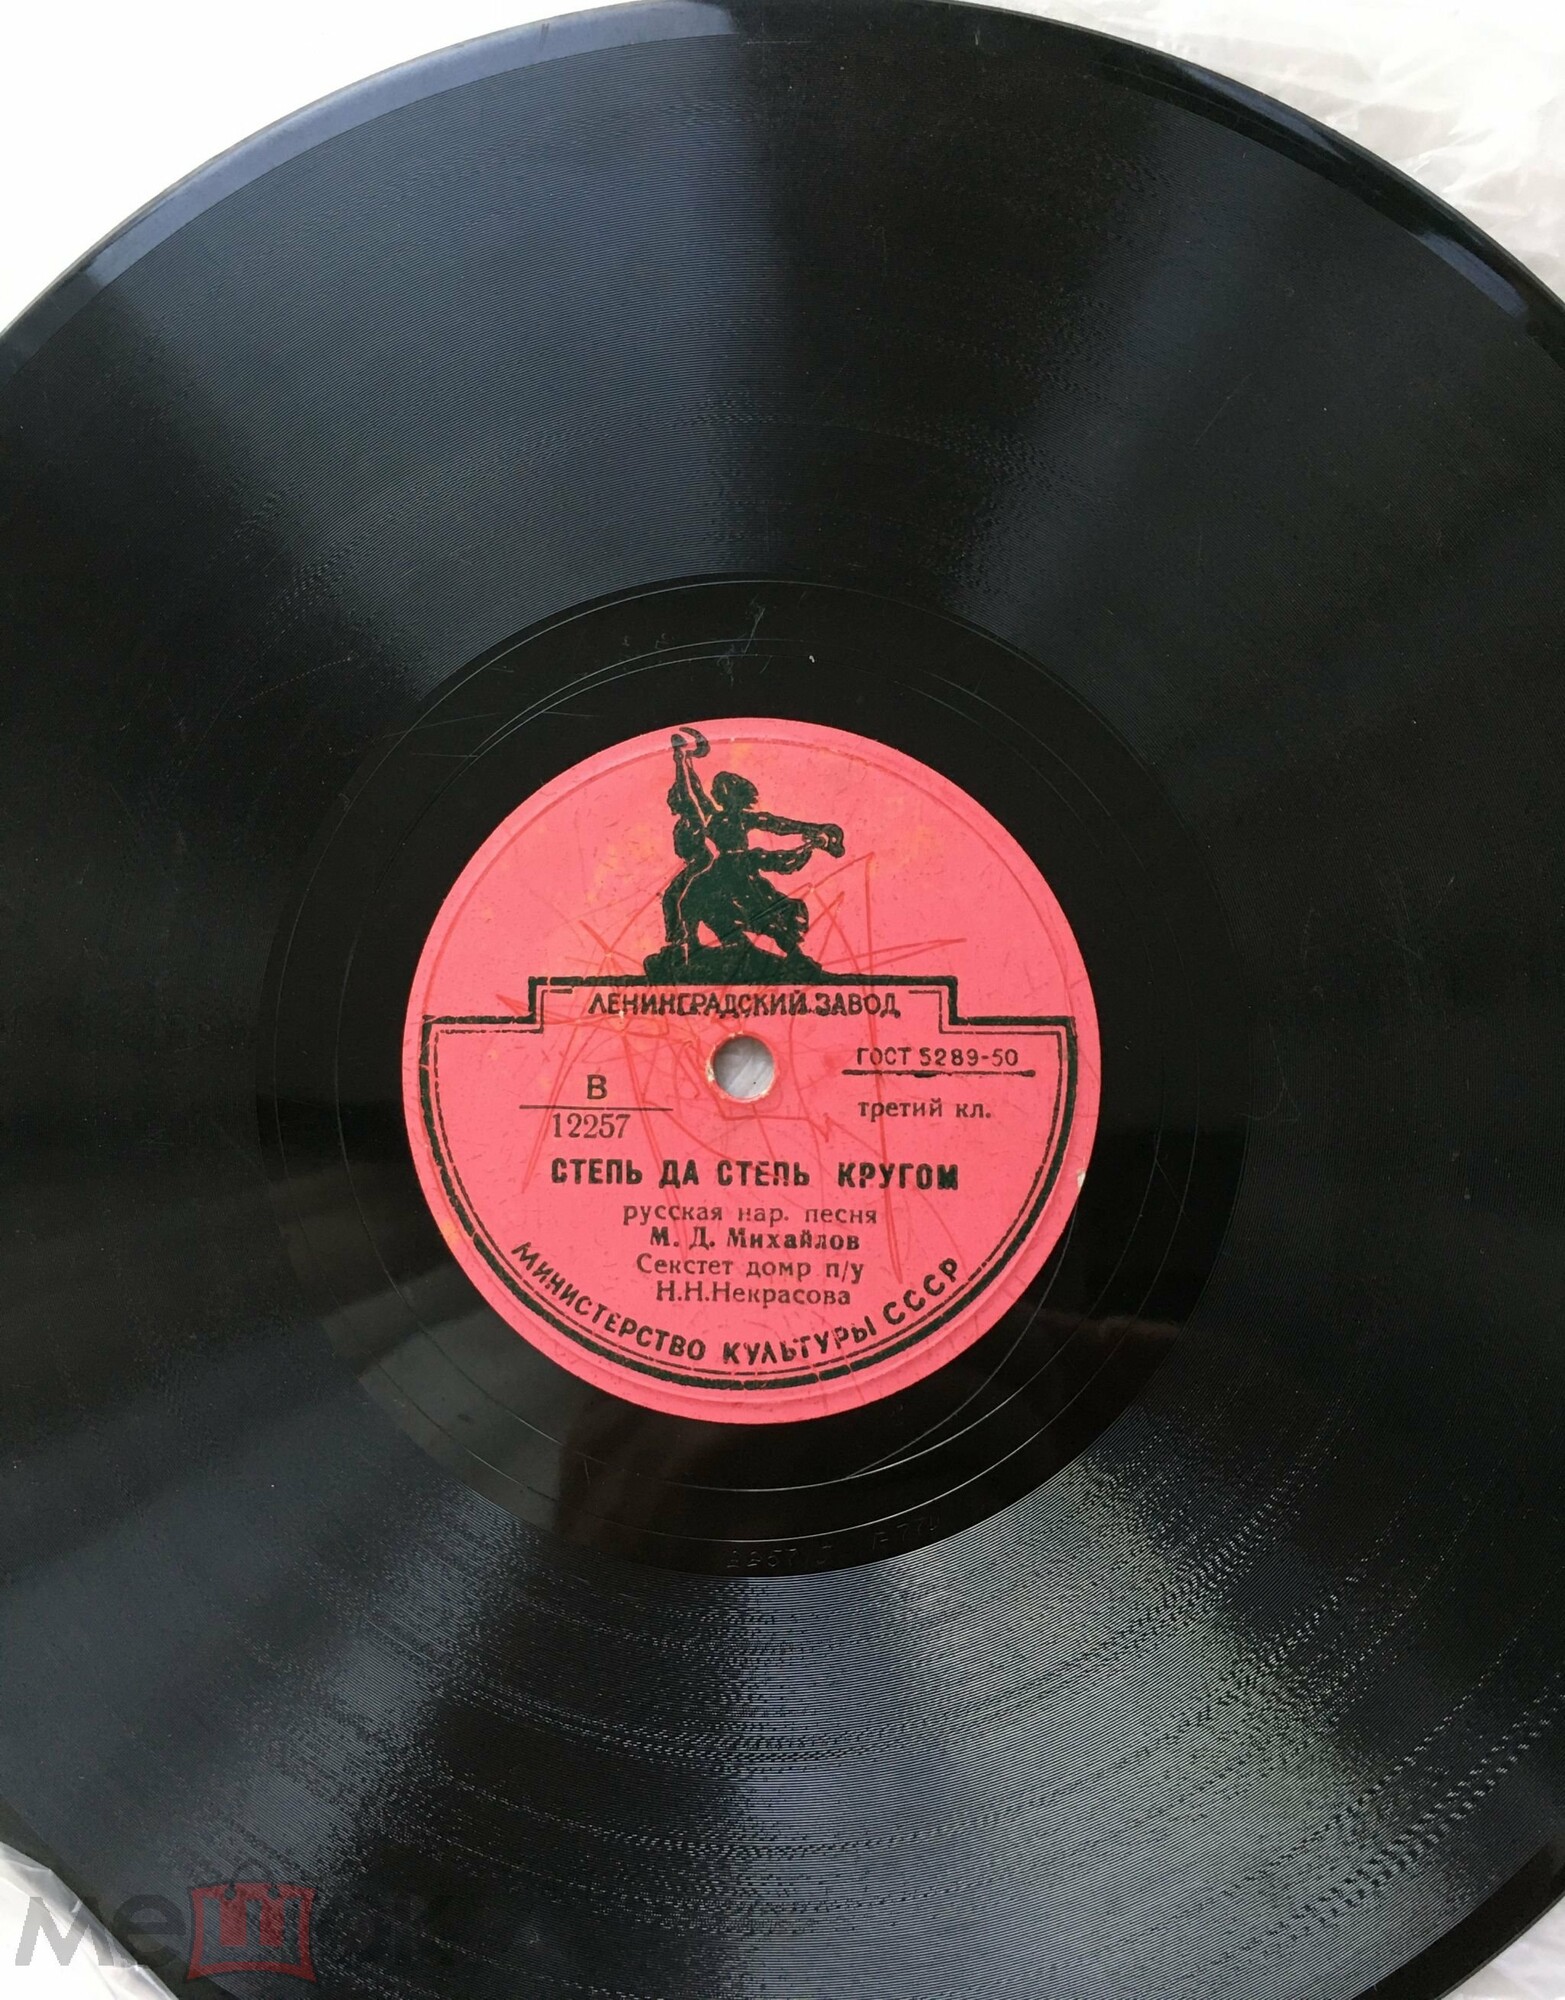 ЛЕНИНГРАДСКИЙ ЗАВОД
ГОСТ 5289-50
В
12257
третий кл.
СТЕПЬ ДА СТЕПЬ КРУГОМ
русская нар. песня
М. Д. Михайлов
Секстет домр п/у
Н.Н.Некрасова
МИНИСТЕРСТВО КУЛЬТУРЫ СССР
мешок